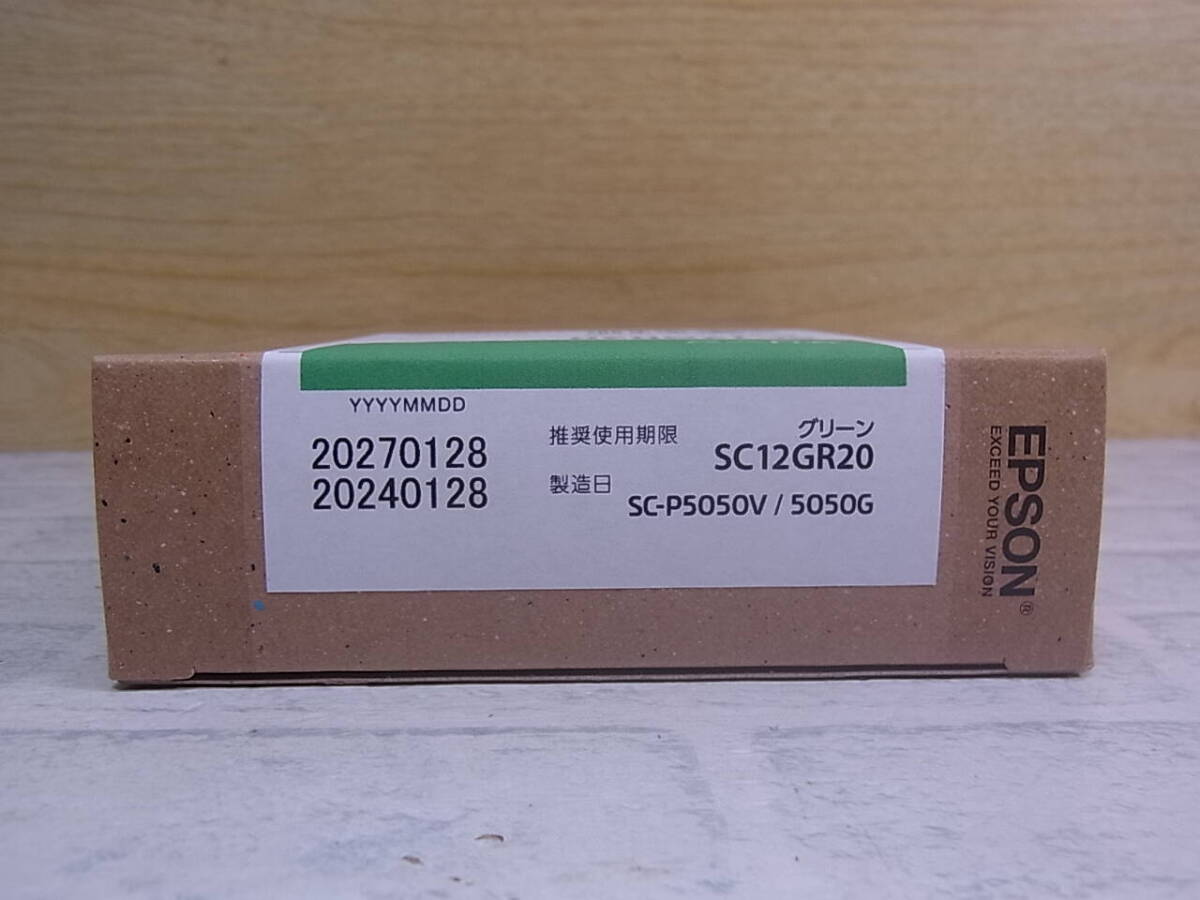 YYYYMMDD
20270128 推奨使用期限
20240128 製造日
グリーン
SC12GR20
SC-P5050V / 5050G
EPSON®
EXCEED YOUR VISION